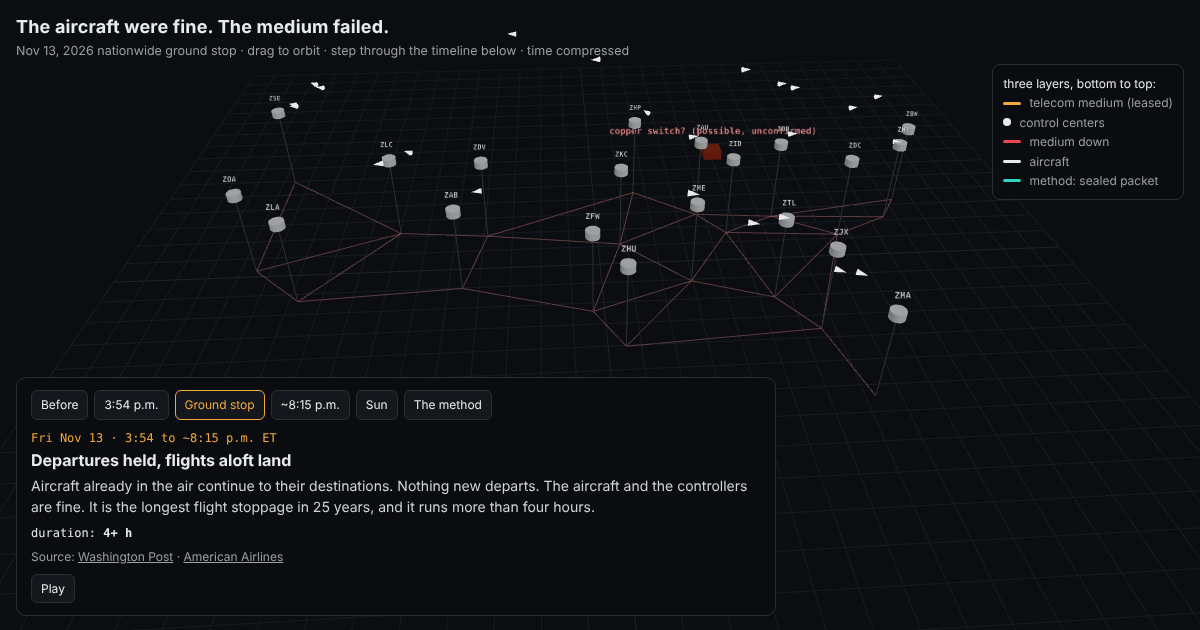 The aircraft were fine. The medium failed.
Nov 13, 2026 nationwide ground stop · drag to orbit · step through the timeline below · time compressed
three layers, bottom to top:
telecom medium (leased)
control centers
medium down
aircraft
method: sealed packet
ZSE
ZMP
ZBW
copper switch? (possible, unconfirmed)
ZLC
ZDV
ZKC
ZID
ZDC
ZOA
ZAB
ZME
ZLA
ZFW
ZTL
ZHU
ZJX
ZMA
Before
3:54 p.m.
Ground stop
~8:15 p.m.
Sun
The method
Fri Nov 13 · 3:54 to ~8:15 p.m. ET
Departures held, flights aloft land
Aircraft already in the air continue to their destinations. Nothing new departs. The aircraft and the controllers
are fine. It is the longest flight stoppage in 25 years, and it runs more than four hours.
duration: 4+ h
Source: Washington Post · American Airlines
Play